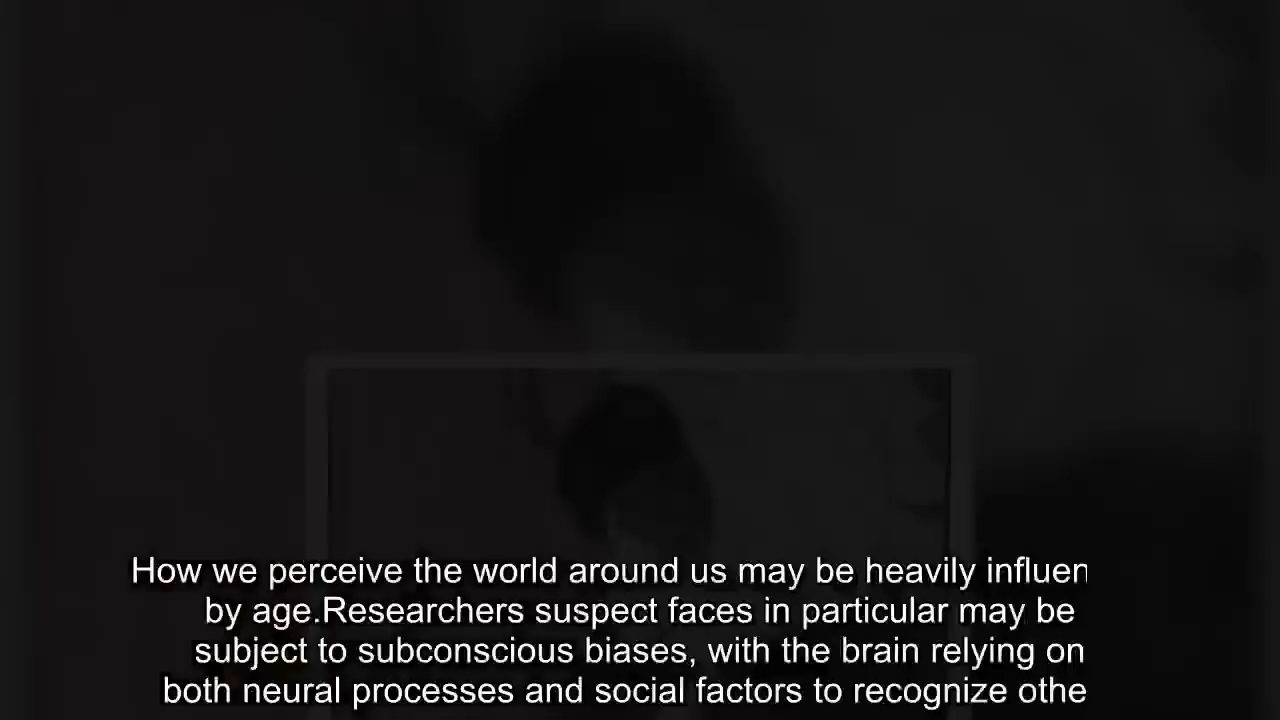 How we perceive the world around us may be heavily influen
by age.Researchers suspect faces in particular may be
subject to subconscious biases, with the brain relying on
both neural processes and social factors to recognize othe